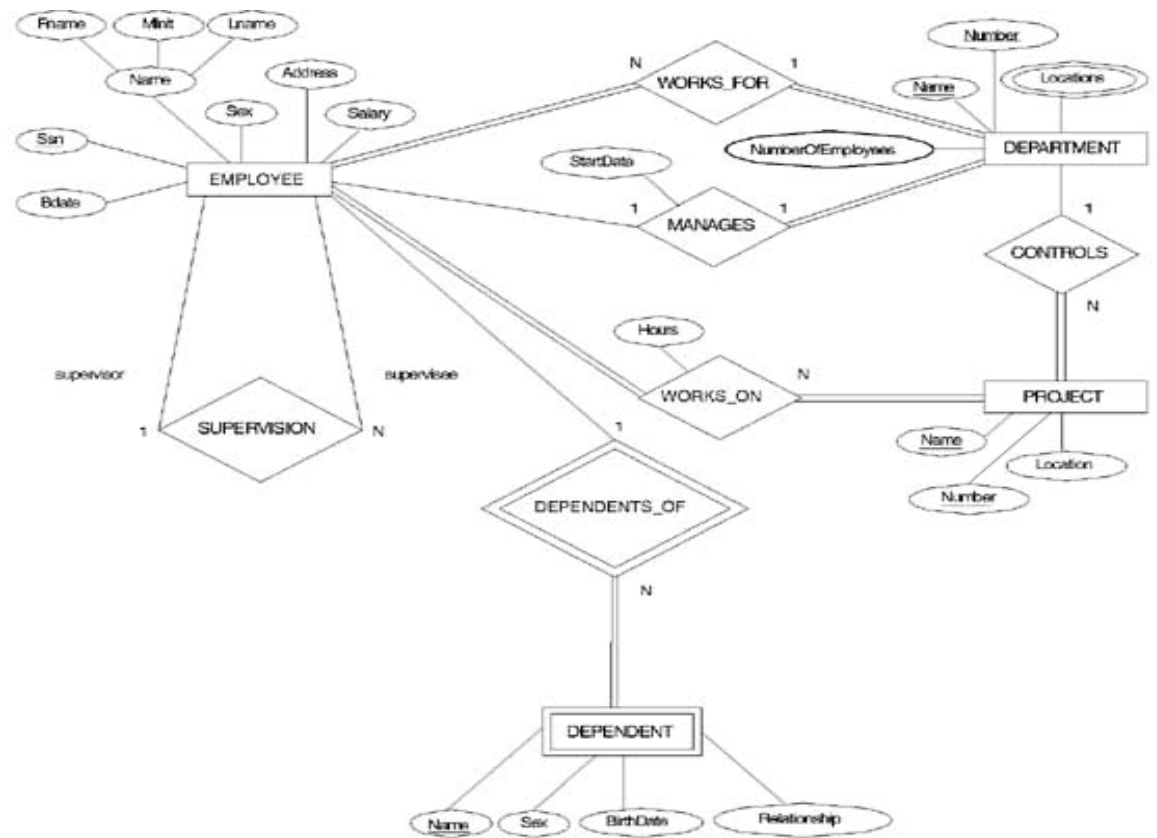 Fname
Minit
Lname
Name
Address
Sex
Salary
Ssn
Bdate
EMPLOYEE
N
WORKS_FOR
1
Number
Name
Locations
NumberOfEmployees
DEPARTMENT
StartDate
1
MANAGES
1
1
CONTROLS
N
supervisor
supervisee
1
SUPERVISION
N
Hours
WORKS_ON
N
PROJECT
Name
Number
Location
1
DEPENDENTS_OF
N
DEPENDENT
Name
Sex
BirthDate
Relationship